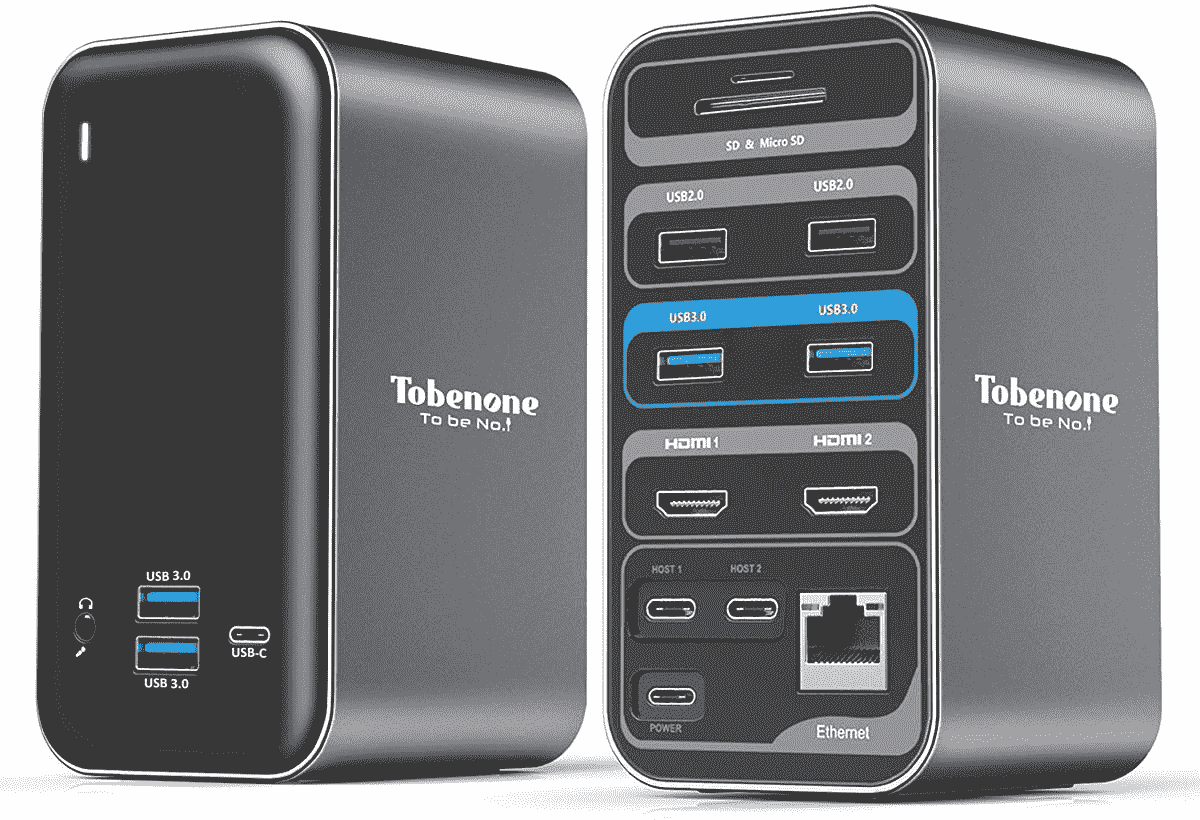 Tobenone
To be No.1
USB 3.0
USB-C
USB 3.0
SD & Micro SD
USB2.0 USB2.0
USB3.0 USB3.0
Tobenone
To be No.1
HDMI 1 HDMI 2
HOST 1 HOST 2
POWER
Ethernet